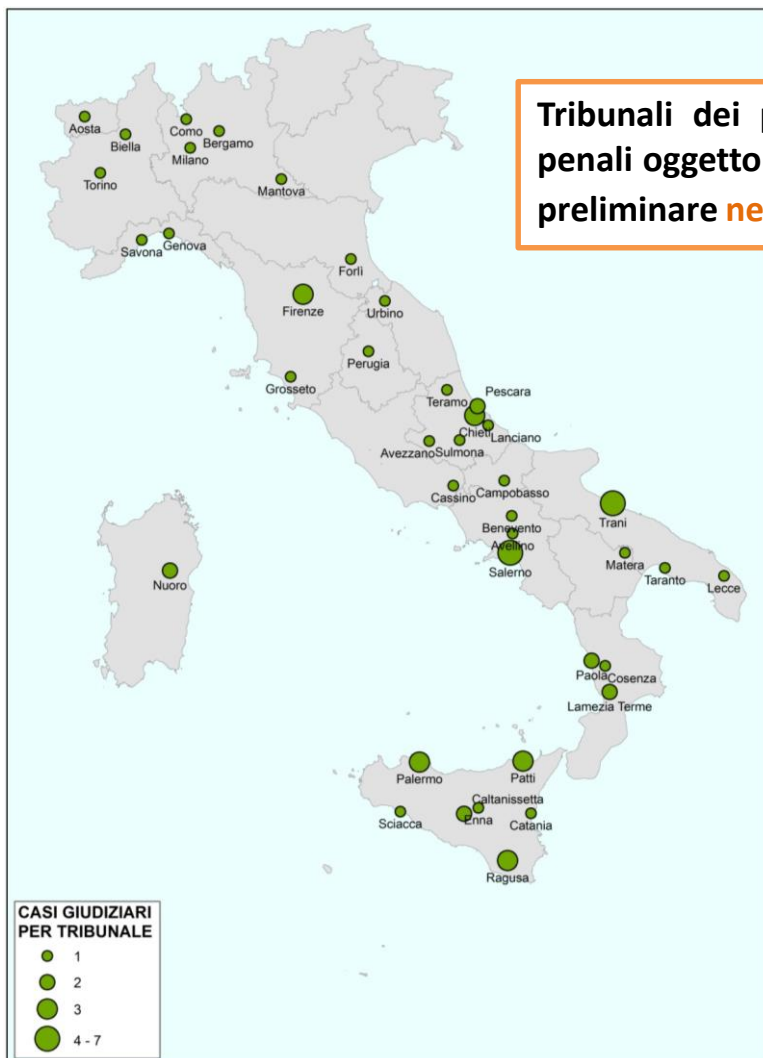 Tribunali dei
penali oggetto
preliminare
Aosta
Biella
Como
Bergamo
Milano
Torino
Mantova
Savona
Genova
Forlì
Firenze
Urbino
Perugia
Grosseto
Teramo
Pescara
Chieti
Lanciano
Avezzano
Sulmona
Cassino
Campobasso
Trani
Benevento
Avellino
Salerno
Matera
Taranto
Lecce
Nuoro
Paola
Cosenza
Lamezia Terme
Palermo
Patti
Caltanissetta
Sciacca
Enna
Catania
Ragusa
CASI GIUDIZIARI
PER TRIBUNALE
1
2
3
4 - 7